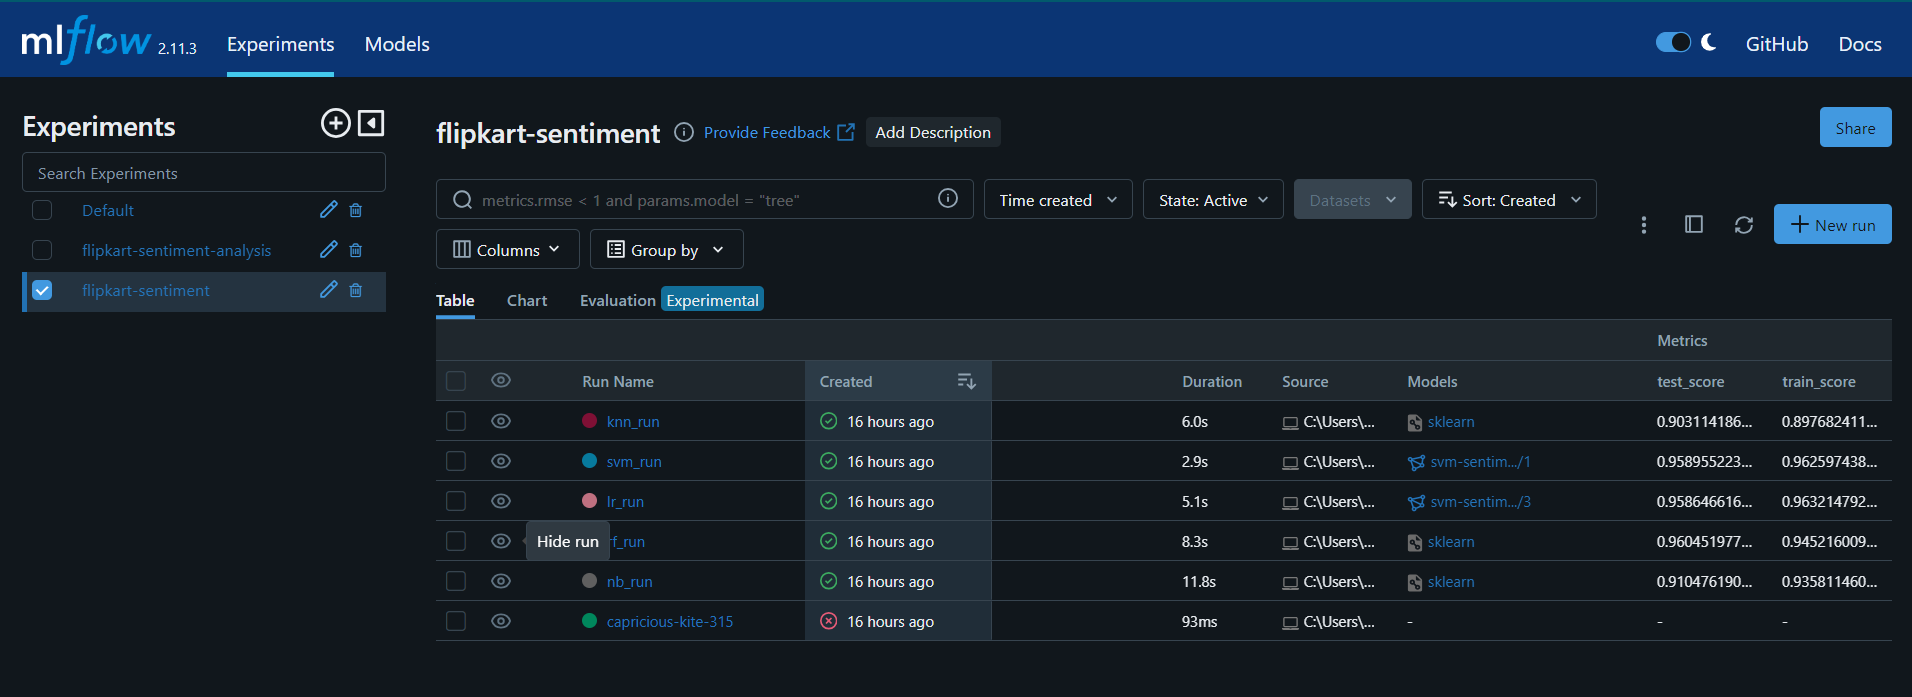 mlflow 2.11.3 Experiments Models GitHub Docs
Experiments
Search Experiments
Default
flipkart-sentiment-analysis
flipkart-sentiment
flipkart-sentiment Provide Feedback Add Description Share
metrics.rmse < 1 and params.model = "tree" Time created State: Active Datasets Sort: Created
Columns Group by New run
Table Chart Evaluation Experimental
Metrics
Run Name Created Duration Source Models test_score train_score
knn_run 16 hours ago 6.0s C:\Users\... sklearn 0.903114186... 0.897682411...
svm_run 16 hours ago 2.9s C:\Users\... svm-sentim.../1 0.958955223... 0.962597438...
lr_run 16 hours ago 5.1s C:\Users\... svm-sentim.../3 0.958646616... 0.963214792...
Hide run rf_run 16 hours ago 8.3s C:\Users\... sklearn 0.960451977... 0.945216009...
nb_run 16 hours ago 11.8s C:\Users\... sklearn 0.910476190... 0.935811460...
capricious-kite-315 16 hours ago 93ms C:\Users\... - - -